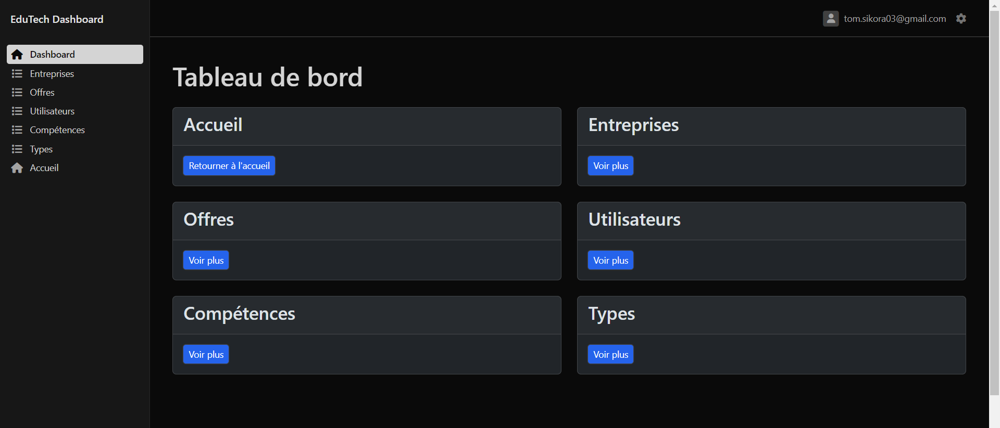 EduTech Dashboard
tom.sikora03@gmail.com
Dashboard
Entreprises
Offres
Utilisateurs
Compétences
Types
Accueil
Tableau de bord
Accueil
Retourner à l'accueil
Entreprises
Voir plus
Offres
Voir plus
Utilisateurs
Voir plus
Compétences
Voir plus
Types
Voir plus